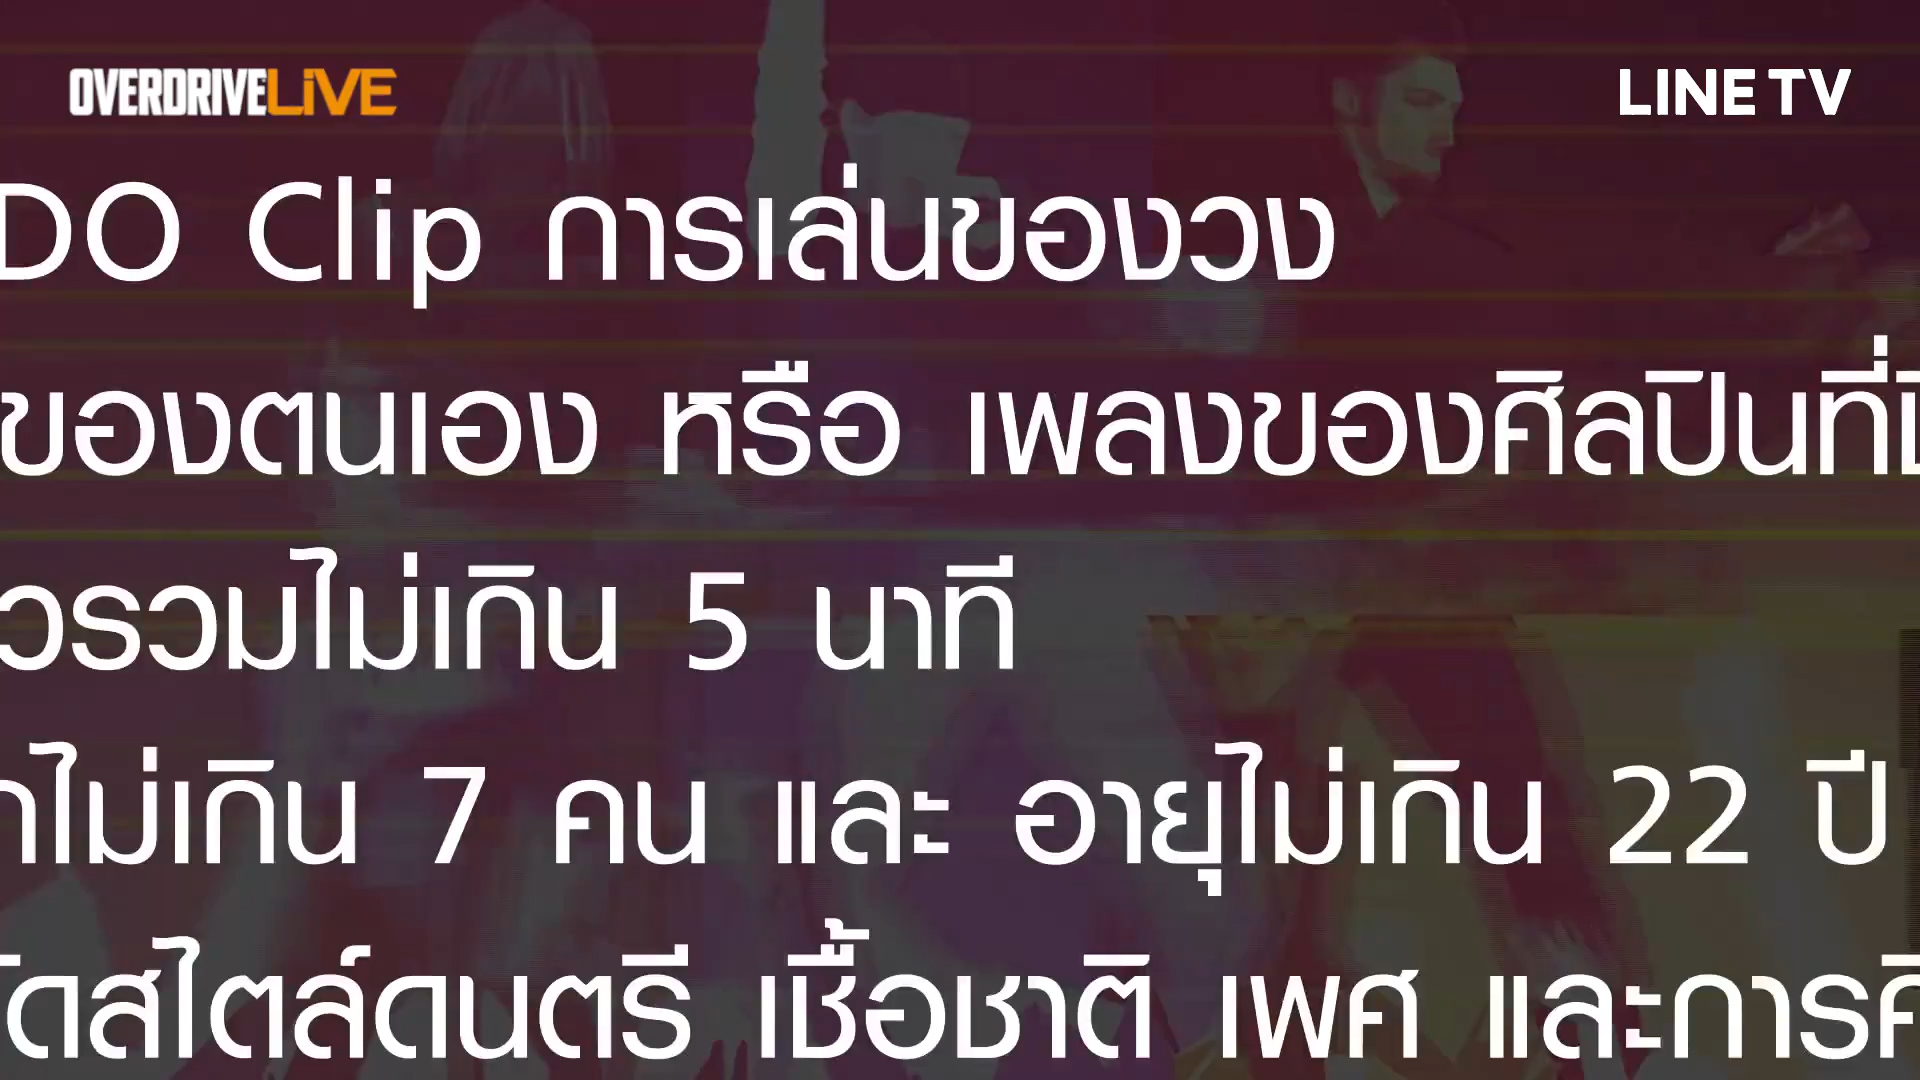 OVERDRIVELIVE
LINE TV
DO Clip การเล่นของวง
ของตนเอง หรือ เพลงของศิลปินที่
วรวมไม่เกิน 5 นาที
ไม่เกิน 7 คน และ อายุไม่เกิน 22 ปี
ัดสไตล์ดนตรี เชื้อชาติ เพศ และการ